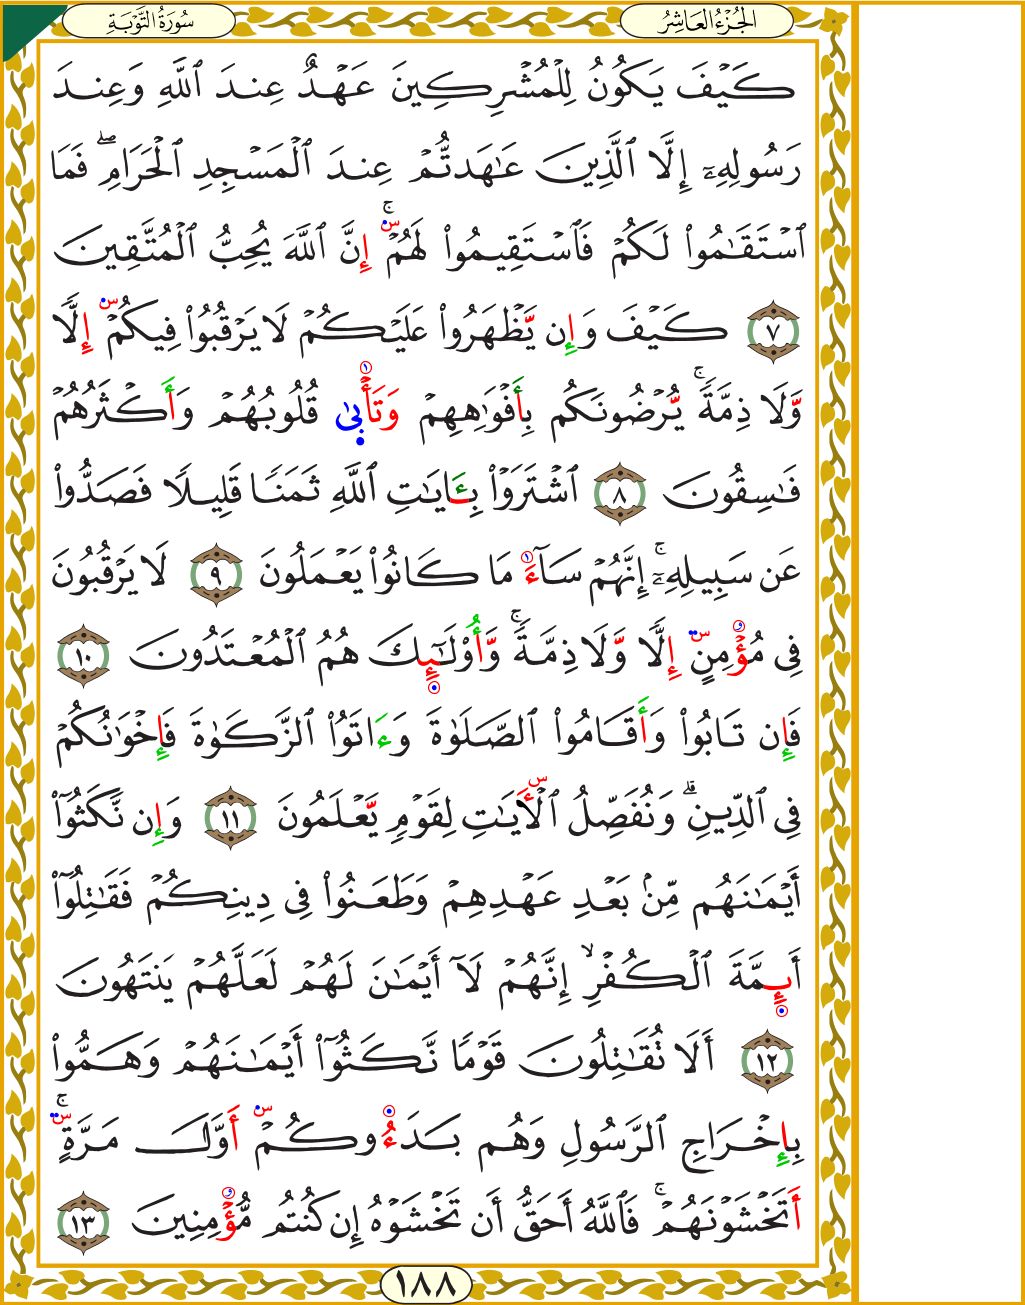 سُورَةُ التَّوْبَةِ
الجُزْءُ العَاشِرُ
كَيْفَ يَكُونُ لِلْمُشْرِكِينَ عَهْدٌ عِندَ ٱللَّهِ وَعِندَ
رَسُولِهِۦٓ إِلَّا ٱلَّذِينَ عَٰهَدتُّمْ عِندَ ٱلْمَسْجِدِ ٱلْحَرَامِ ۖ فَمَا
ٱسْتَقَٰمُوا۟ لَكُمْ فَٱسْتَقِيمُوا۟ لَهُمْ ۚ إِنَّ ٱللَّهَ يُحِبُّ ٱلْمُتَّقِينَ
٧ كَيْفَ وَإِن يَظْهَرُوا۟ عَلَيْكُمْ لَا يَرْقُبُوا۟ فِيكُمْ إِلًّا
وَلَا ذِمَّةً ۚ يُرْضُونَكُم بِأَفْوَٰهِهِمْ وَتَأْبَىٰ قُلُوبُهُمْ وَأَكْثَرُهُمْ
فَٰسِقُونَ ٨ ٱشْتَرَوْا۟ بِـَٔايَٰتِ ٱللَّهِ ثَمَنًا قَلِيلًا فَصَدُّوا۟
عَن سَبِيلِهِۦٓ ۚ إِنَّهُمْ سَآءَ مَا كَانُوا۟ يَعْمَلُونَ ٩ لَا يَرْقُبُونَ
فِى مُؤْمِنٍ إِلًّا وَلَا ذِمَّةً ۚ وَأُو۟لَٰٓئِكَ هُمُ ٱلْمُعْتَدُونَ ١٠
فَإِن تَابُوا۟ وَأَقَامُوا۟ ٱلصَّلَوٰةَ وَءَاتَوُا۟ ٱلزَّكَوٰةَ فَإِخْوَٰنُكُمْ
فِى ٱلدِّينِ ۗ وَنُفَصِّلُ ٱلْأَيَٰتِ لِقَوْمٍ يَعْلَمُونَ ١١ وَإِن نَّكَثُوٓا۟
أَيْمَٰنَهُم مِّنۢ بَعْدِ عَهْدِهِمْ وَطَعَنُوا۟ فِى دِينِكُمْ فَقَٰتِلُوٓا۟
أَئِمَّةَ ٱلْكُفْرِ ۙ إِنَّهُمْ لَآ أَيْمَٰنَ لَهُمْ لَعَلَّهُمْ يَنتَهُونَ
١٢ أَلَا تُقَٰتِلُونَ قَوْمًا نَّكَثُوٓا۟ أَيْمَٰنَهُمْ وَهَمُّوا۟
بِإِخْرَاجِ ٱلرَّسُولِ وَهُم بَدَءُوكُمْ أَوَّلَ مَرَّةٍ ۚ
أَتَخْشَوْنَهُمْ ۚ فَٱللَّهُ أَحَقُّ أَن تَخْشَوْهُ إِن كُنتُم مُّؤْمِنِينَ ١٣
١٨٨